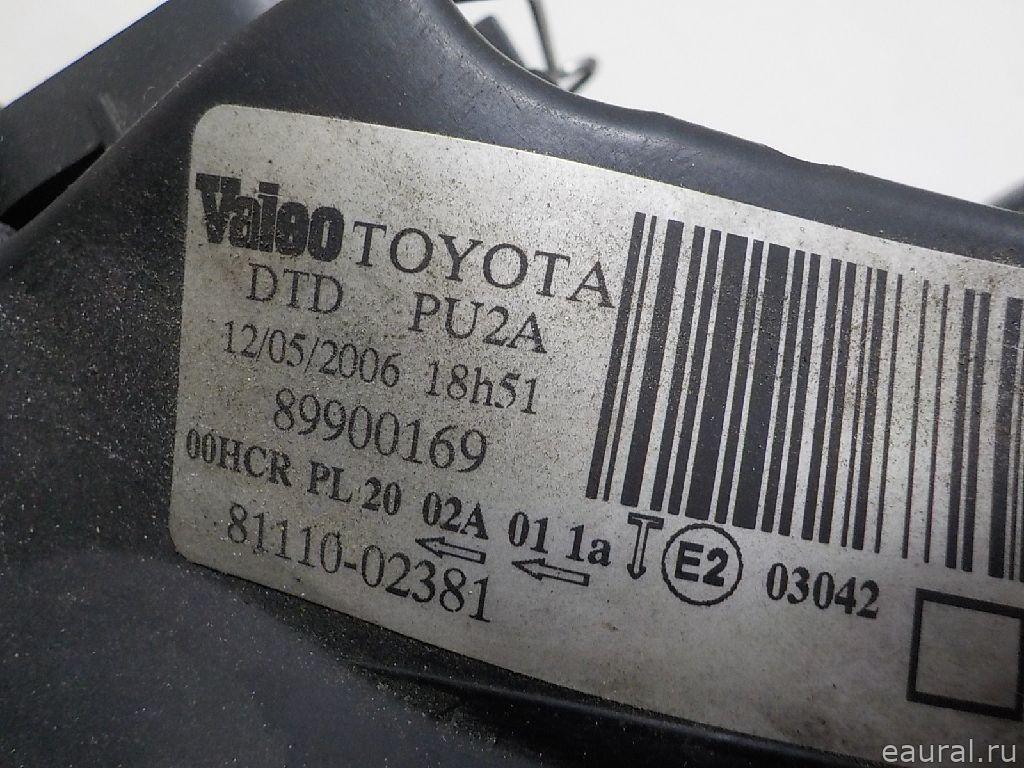 Valeo TOYOTA
DTD PU2A
12/05/2006 18h51
89900169
00HCR PL 20 02A 01 1a E2 03042
81110-02381
eaural.ru